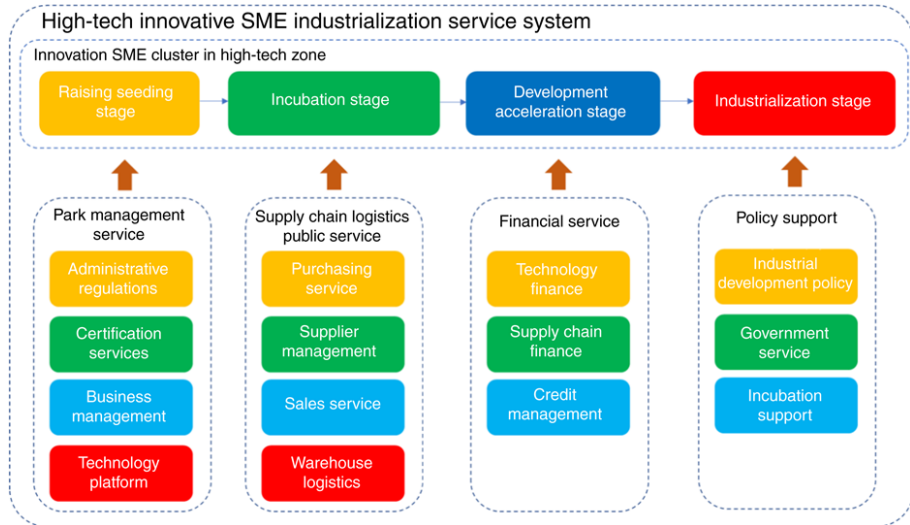 High-tech innovative SME industrialization service system
Innovation SME cluster in high-tech zone
Raising seeding
stage
Incubation stage
Development
acceleration stage
Industrialization stage
Park management
service
Administrative
regulations
Certification
services
Business
management
Technology
platform
Supply chain logistics
public service
Purchasing
service
Supplier
management
Sales service
Warehouse
logistics
Financial service
Technology
finance
Supply chain
finance
Credit
management
Policy support
Industrial
development policy
Government
service
Incubation
support